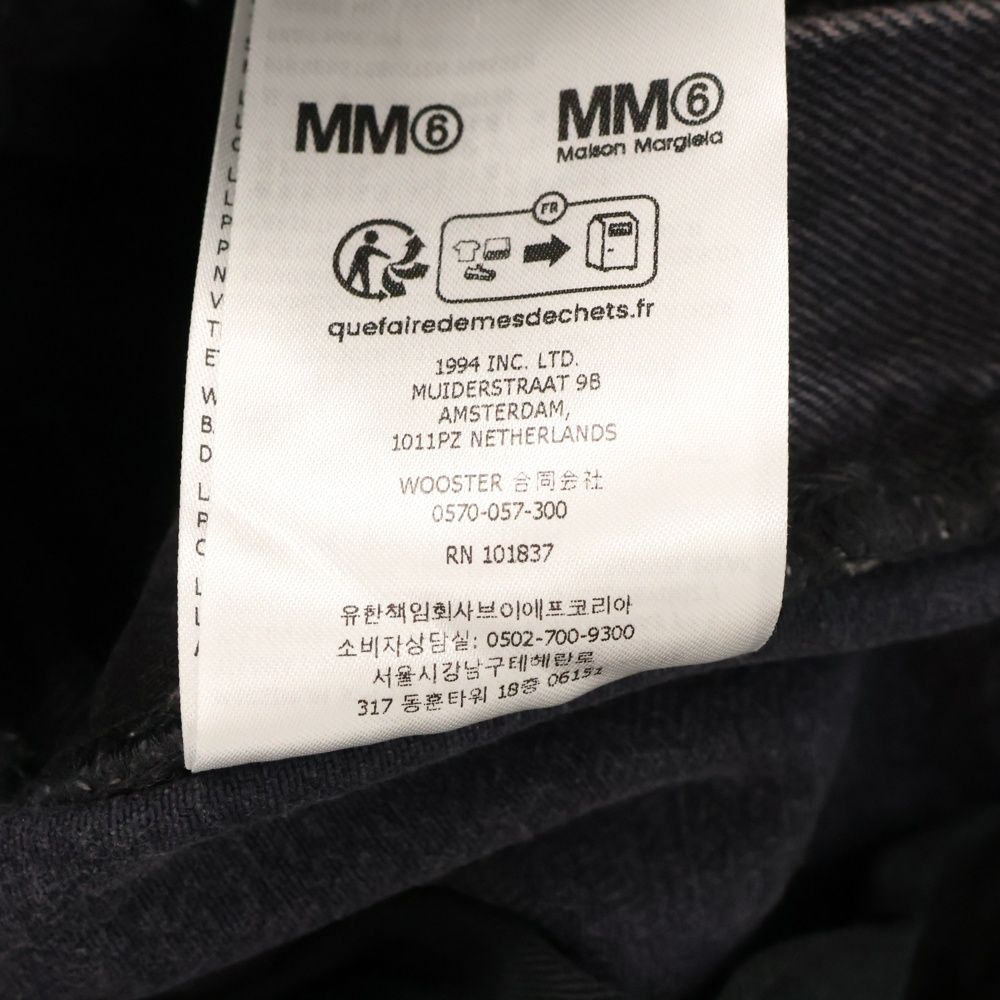 MM⑥
MM⑥
Maison Margiela
FR
quefairedemesdechets.fr
1994 INC. LTD.
MUIDERSTRAAT 9B
AMSTERDAM,
1011PZ NETHERLANDS
WOOSTER 合同会社
0570-057-300
RN 101837
유한책임회사브이에프코리아
소비자상담실: 0502-700-9300
서울시강남구테헤란로
317 동훈타워 18층